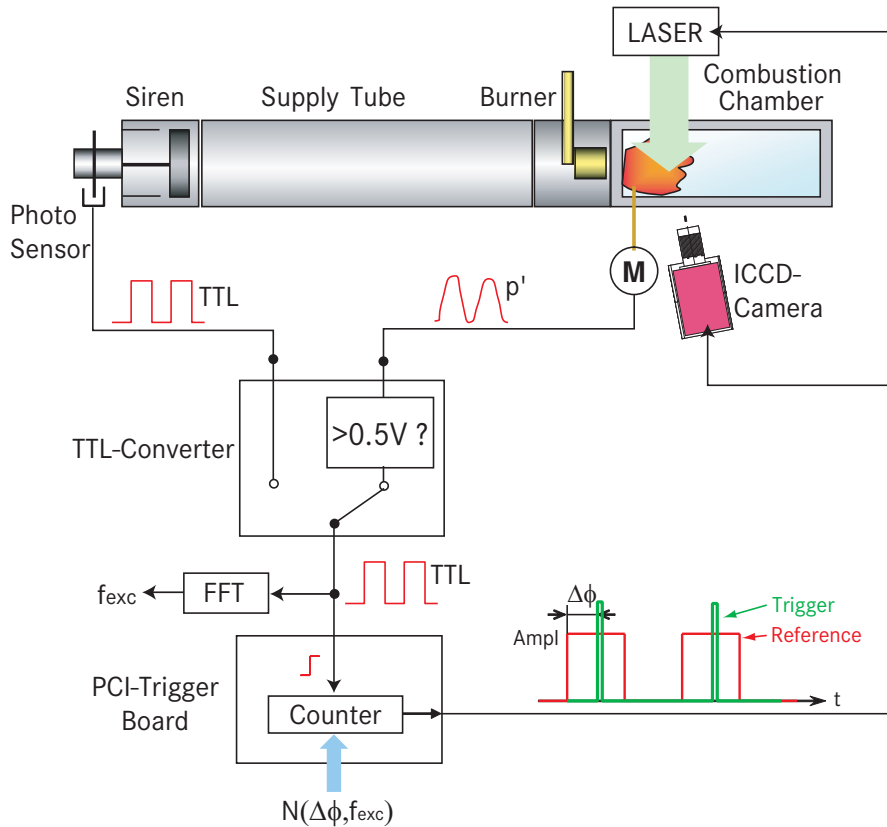 LASER
Combustion
Chamber
Siren
Supply Tube
Burner
Photo
Sensor
TTL
p'
M
ICCD-
Camera
TTL-Converter
>0.5V ?
fexc
FFT
TTL
Δϕ
Trigger
Ampl
Reference
t
PCI-Trigger
Board
Counter
N(Δϕ,fexc)